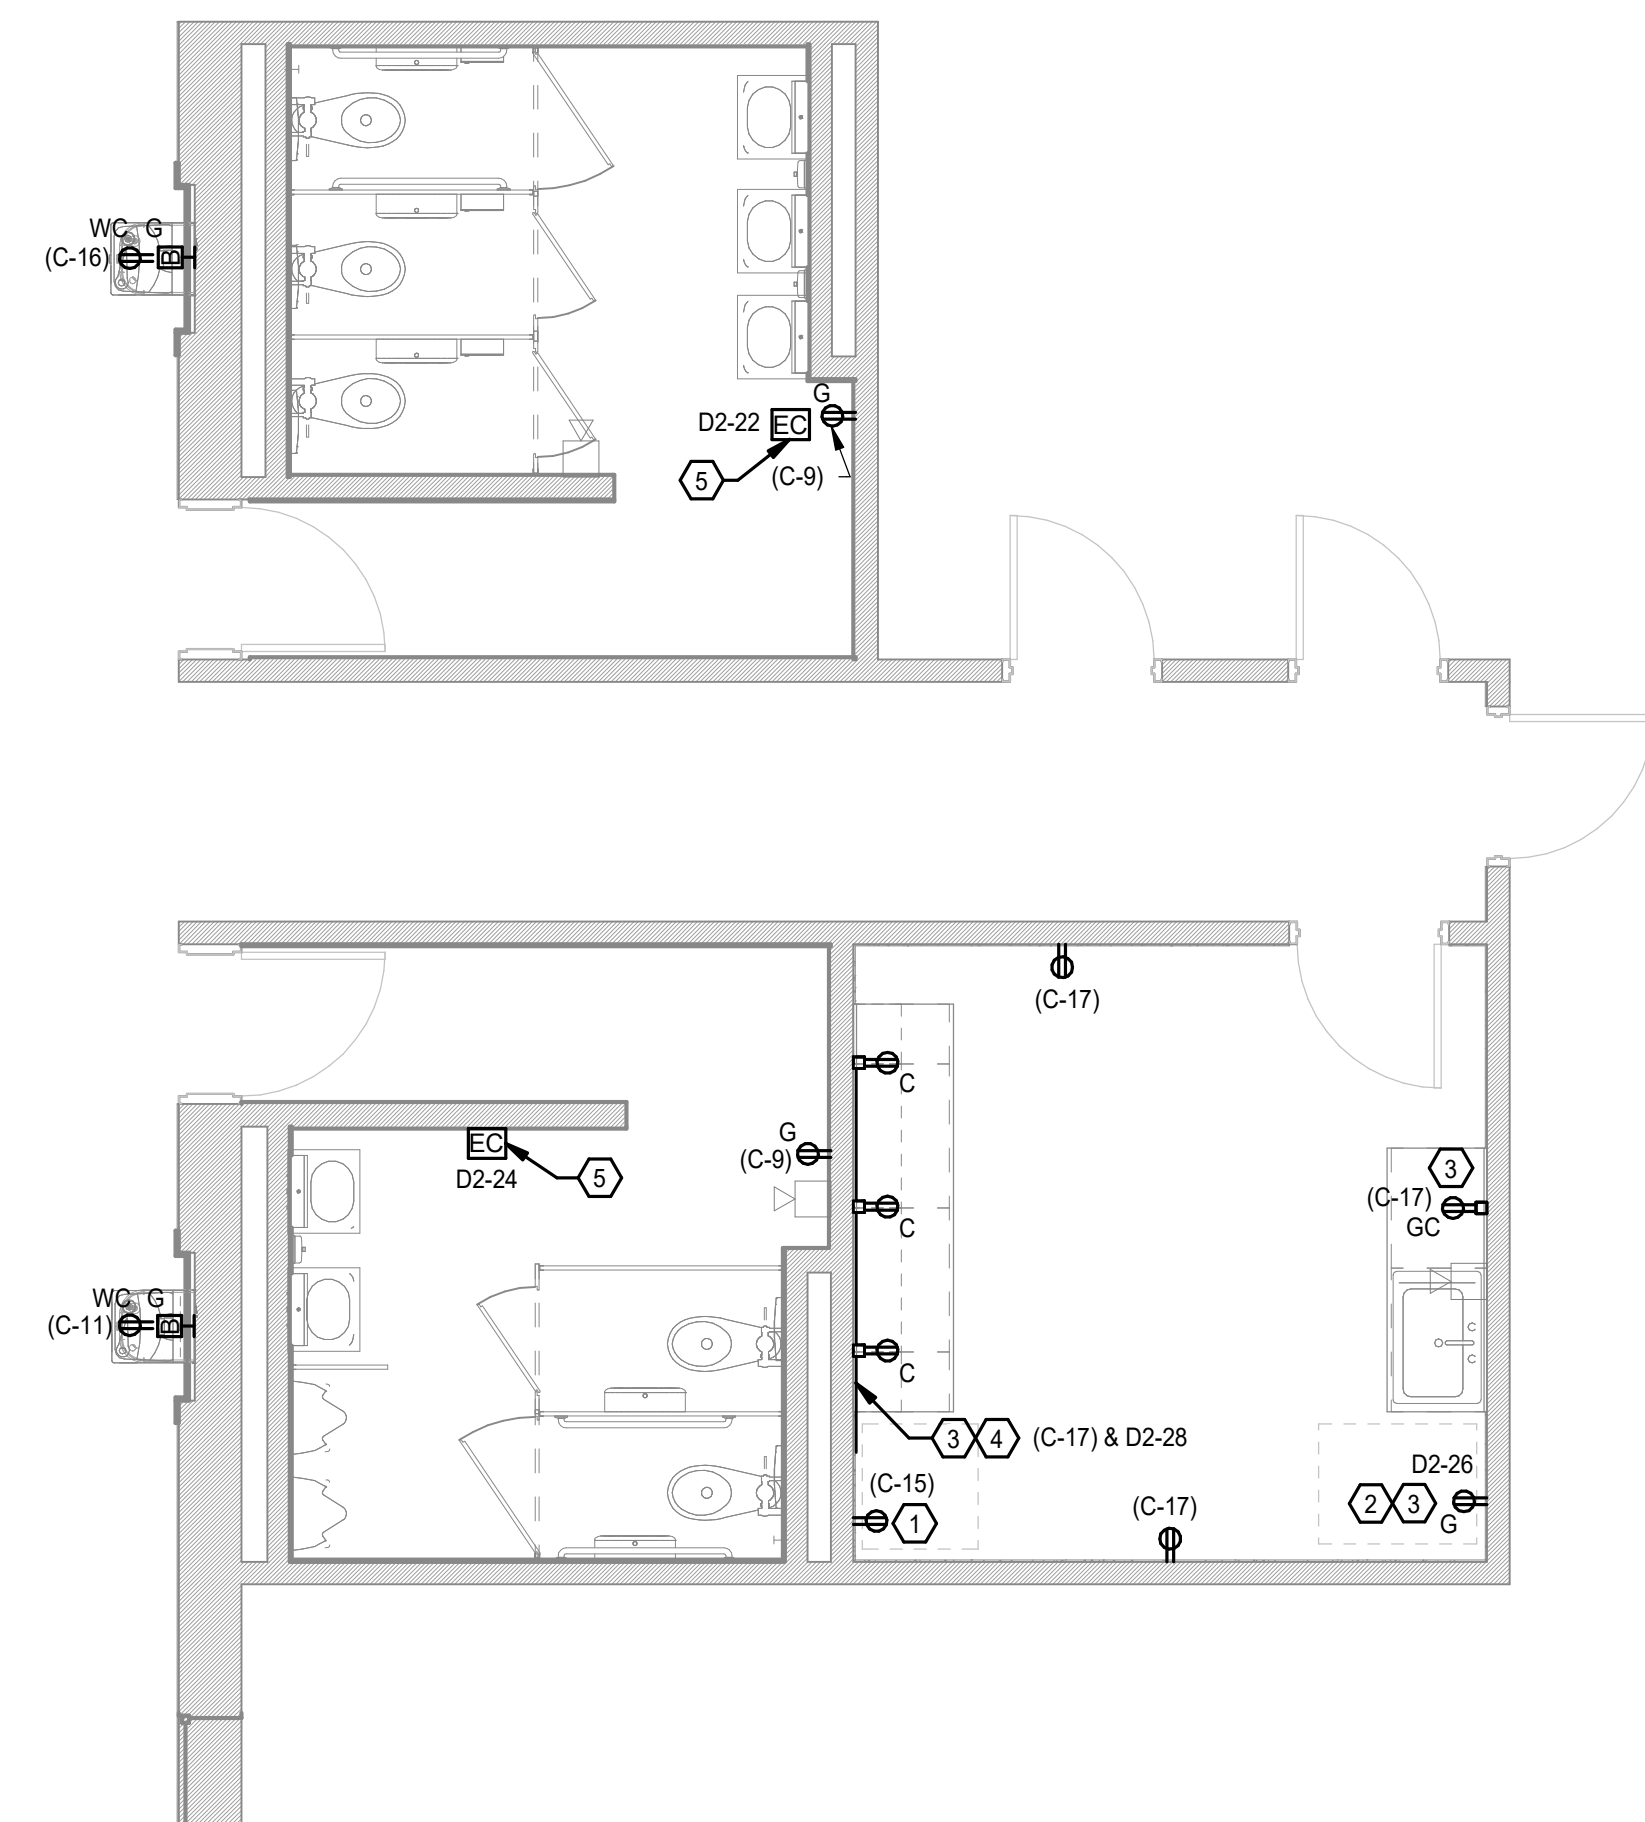 WC G
(C-16)
B
G
D2-22
EC
5
(C-9)
(C-17)
C
G
EC
(C-9)
D2-24
5
3
(C-17)
GC
C
WC G
(C-11)
B
C
3 4 (C-17) & D2-28
D2-26
(C-15)
2 3
G
1
(C-17)